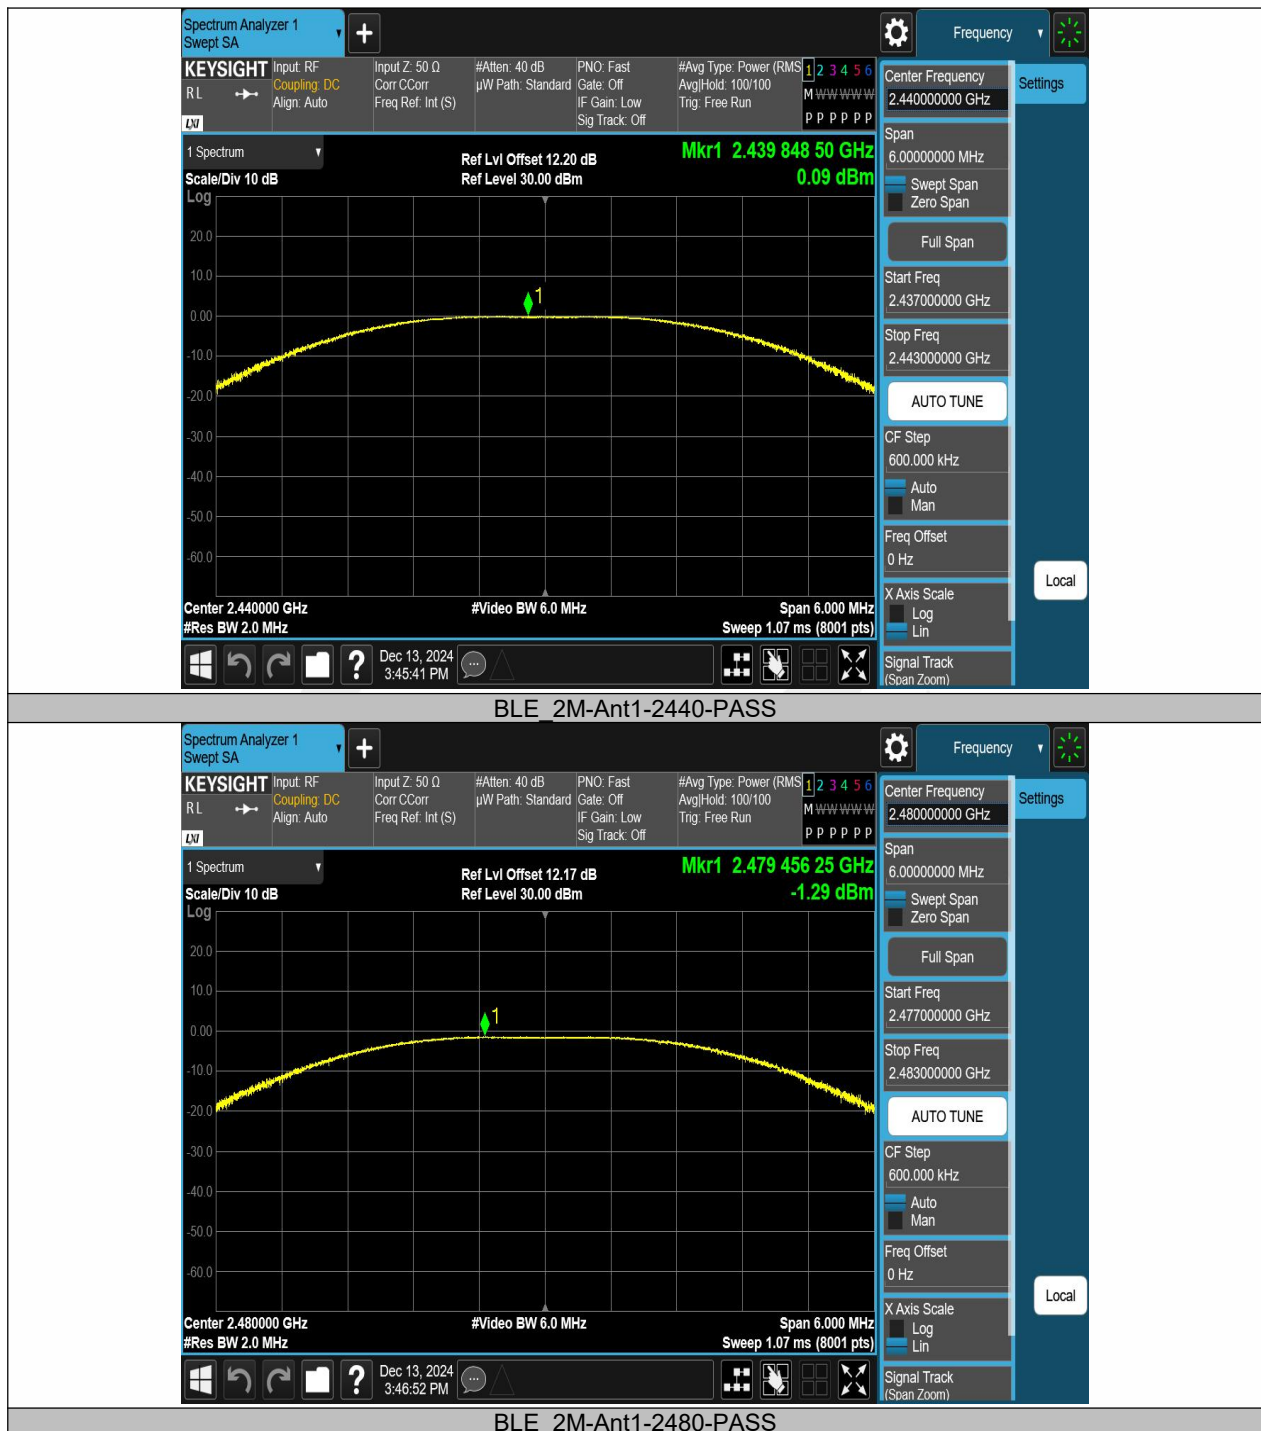 Spectrum Analyzer 1
Swept SA
+
Frequency
KEYSIGHT
RL
LXI
Input: RF
Coupling: DC
Align: Auto
Input Z: 50 Ω
Corr CCorr
Freq Ref: Int (S)
#Atten: 40 dB
µW Path: Standard
PNO: Fast
Gate: Off
IF Gain: Low
Sig Track: Off
#Avg Type: Power (RMS
Avg|Hold: 100/100
Trig: Free Run
1 2 3 4 5 6
M W W W W W
P P P P P P
Center Frequency
2.440000000 GHz
Settings
1 Spectrum
Scale/Div 10 dB
Ref Lvl Offset 12.20 dB
Ref Level 30.00 dBm
Mkr1 2.439 848 50 GHz
0.09 dBm
Span
6.00000000 MHz
Swept Span
Zero Span
Full Span
Start Freq
2.437000000 GHz
Stop Freq
2.443000000 GHz
AUTO TUNE
CF Step
600.000 kHz
Auto
Man
Freq Offset
0 Hz
X Axis Scale
Log
Lin
Signal Track
(Span Zoom)
Local
Log
20.0
10.0
0.00
-10.0
-20.0
-30.0
-40.0
-50.0
-60.0
1
Center 2.440000 GHz
#Res BW 2.0 MHz
#Video BW 6.0 MHz
Span 6.000 MHz
Sweep 1.07 ms (8001 pts)
?
Dec 13, 2024
3:45:41 PM
BLE_2M-Ant1-2440-PASS
Spectrum Analyzer 1
Swept SA
+
Frequency
KEYSIGHT
RL
LXI
Input: RF
Coupling: DC
Align: Auto
Input Z: 50 Ω
Corr CCorr
Freq Ref: Int (S)
#Atten: 40 dB
µW Path: Standard
PNO: Fast
Gate: Off
IF Gain: Low
Sig Track: Off
#Avg Type: Power (RMS
Avg|Hold: 100/100
Trig: Free Run
1 2 3 4 5 6
M W W W W W
P P P P P P
Center Frequency
2.480000000 GHz
Settings
1 Spectrum
Scale/Div 10 dB
Ref Lvl Offset 12.17 dB
Ref Level 30.00 dBm
Mkr1 2.479 456 25 GHz
-1.29 dBm
Span
6.00000000 MHz
Swept Span
Zero Span
Full Span
Start Freq
2.477000000 GHz
Stop Freq
2.483000000 GHz
AUTO TUNE
CF Step
600.000 kHz
Auto
Man
Freq Offset
0 Hz
X Axis Scale
Log
Lin
Signal Track
(Span Zoom)
Local
Log
20.0
10.0
0.00
-10.0
-20.0
-30.0
-40.0
-50.0
-60.0
1
Center 2.480000 GHz
#Res BW 2.0 MHz
#Video BW 6.0 MHz
Span 6.000 MHz
Sweep 1.07 ms (8001 pts)
?
Dec 13, 2024
3:46:52 PM
BLE_2M-Ant1-2480-PASS